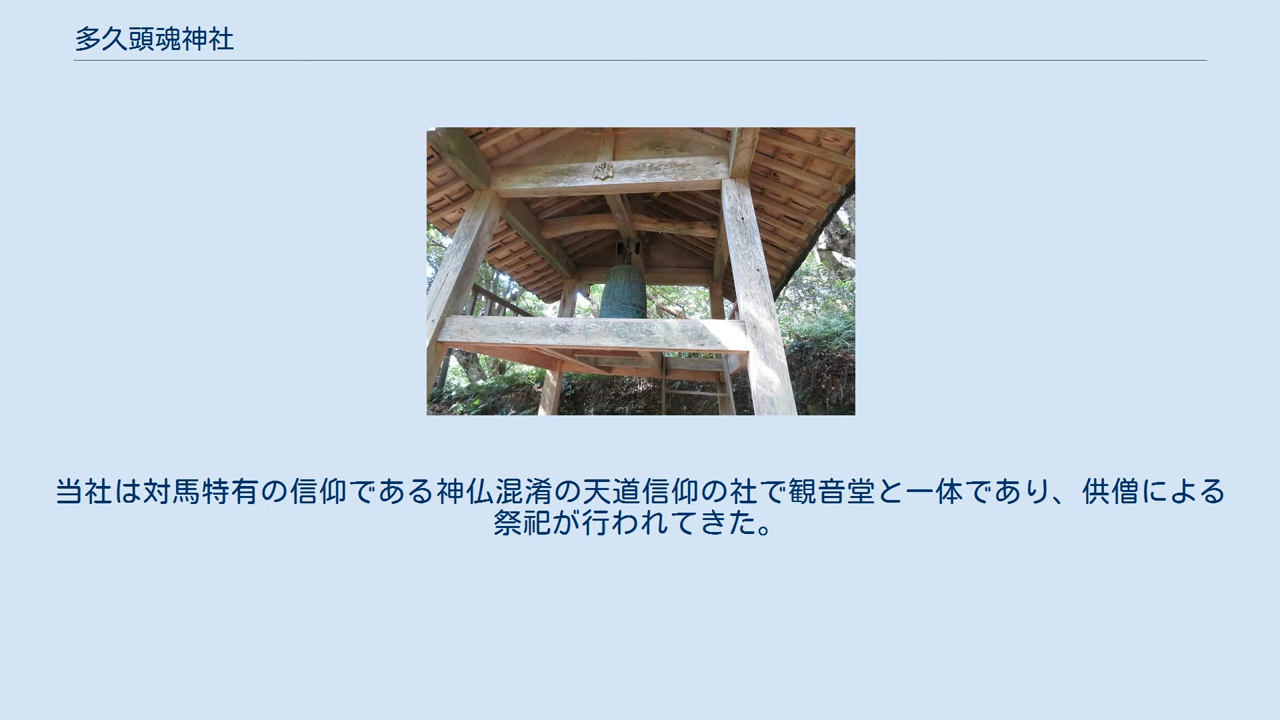 多久頭魂神社
当社は対馬特有の信仰である神仏混淆の天道信仰の社で観音堂と一体であり、供僧による
祭祀が行われてきた。